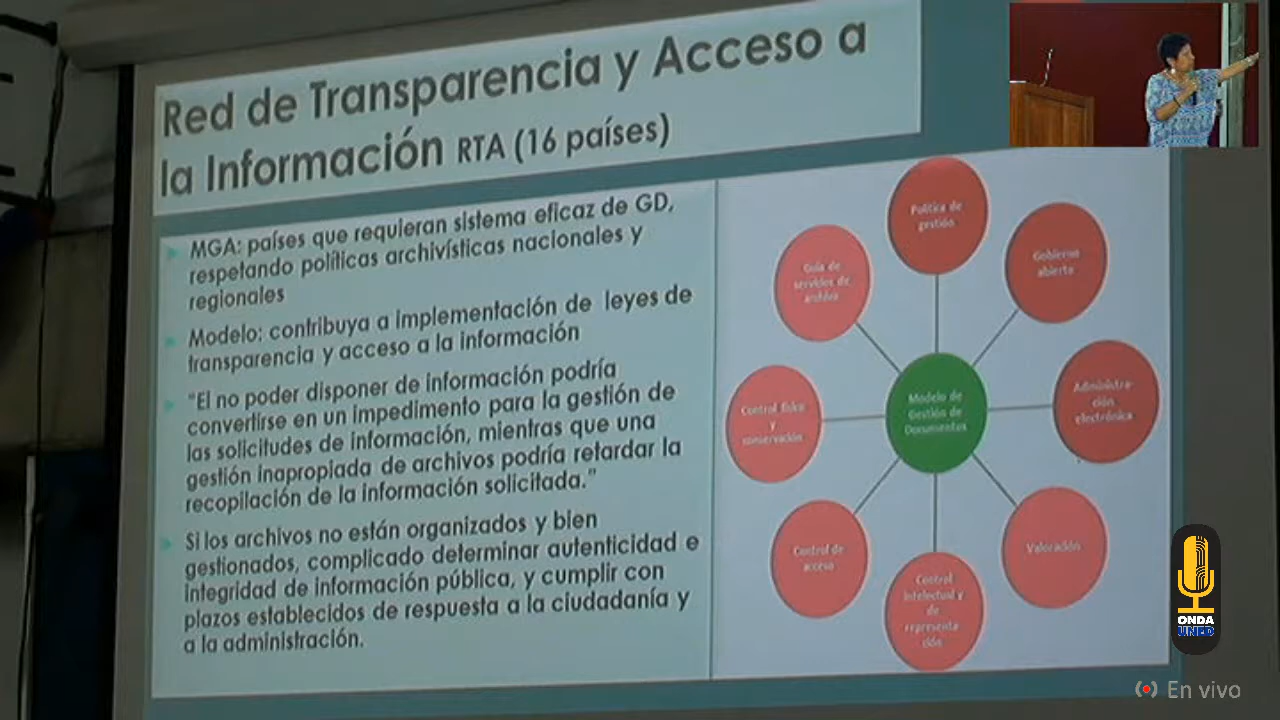 Red de Transparencia y Acceso a
la Información RTA (16 países)
MGA: países que requieran sistema eficaz de GD,
respetando políticas archivísticas nacionales y
regionales
Modelo: contribuya a implementación de leyes de
transparencia y acceso a la información
"El no poder disponer de información podría
convertirse en un impedimento para la gestión de
las solicitudes de información, mientras que una
gestión inapropiada de archivos podría retardar la
recopilación de la información solicitada."
Si los archivos no están organizados y bien
gestionados, complicado determinar autenticidad e
integridad de información pública, y cumplir con
plazos establecidos de respuesta a la ciudadanía y
a la administración.
Política de
gestión
Gobierno
abierto
Administra-
ción
electrónica
Valoración
Control
intelectual y
de
representa
ción
Control de
acceso
Control físico
y
conservación
Guía de
servicios de
archivo
Modelo de
Gestión de
Documentos
ONDA
UNED
En vivo